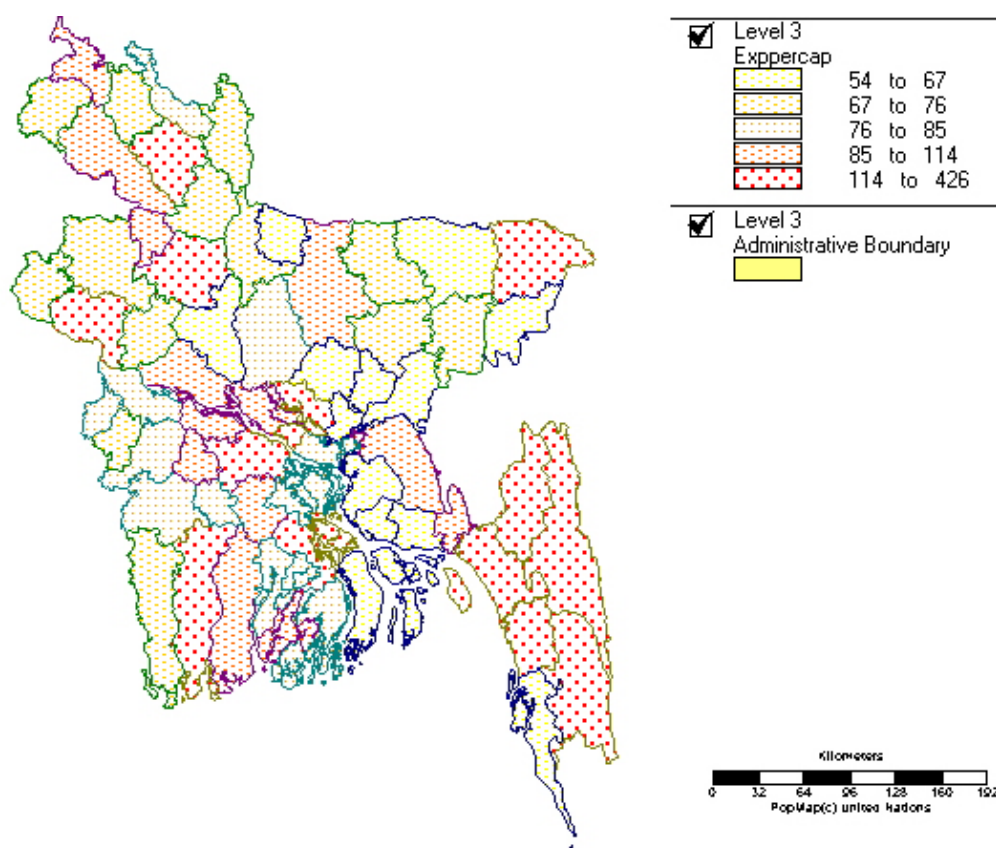 Level 3
Exppercap
54 to 67
67 to 76
76 to 85
85 to 114
114 to 426
Level 3
Administrative Boundary
Kilometers
0 32 64 96 128 160 192
PopMap(c) United Nations